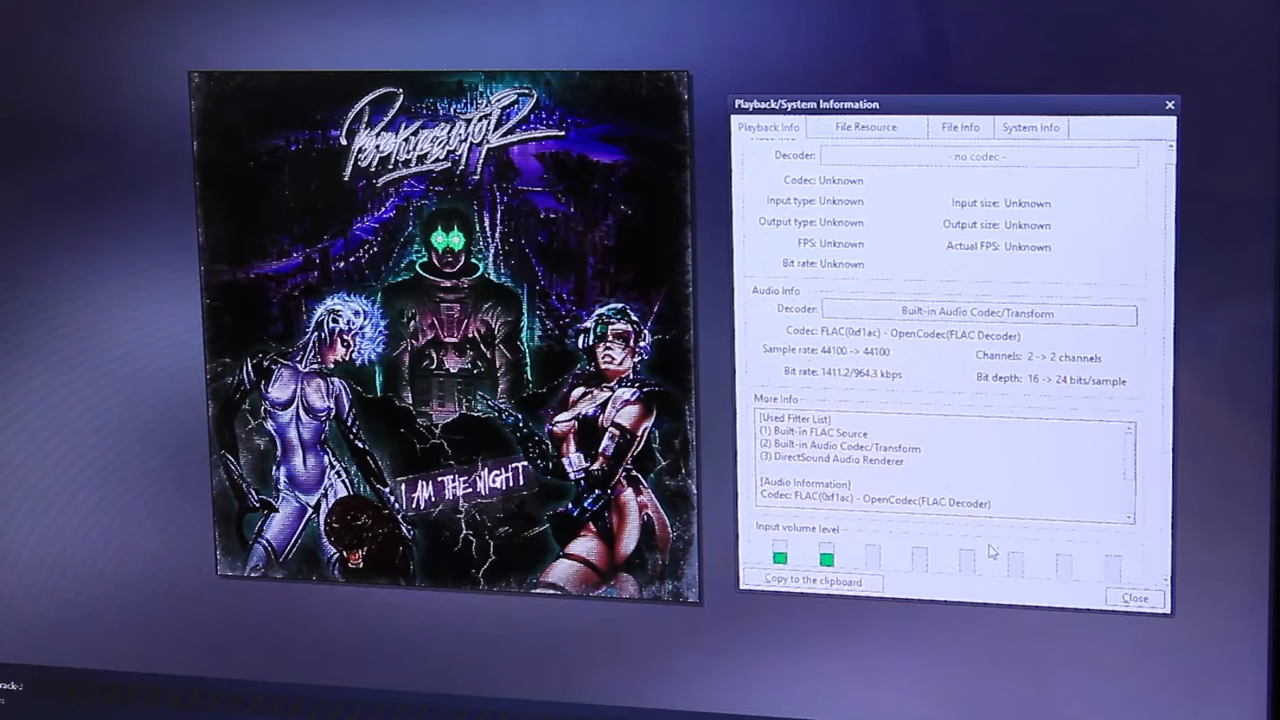 PERTURBATOR
I AM THE NIGHT
Playback/System Information
Playback Info
File Resource
File Info
System Info
Decoder:
- no codec -
Codec: Unknown
Input type: Unknown
Input size: Unknown
Output type: Unknown
Output size: Unknown
FPS: Unknown
Actual FPS: Unknown
Bit rate: Unknown
Audio Info
Decoder:
Built-in Audio Codec/Transform
Codec: FLAC(0xf1ac) - OpenCodec(FLAC Decoder)
Sample rate: 44100 -> 44100
Channels: 2 -> 2 channels
Bit rate: 1411.2/964.3 kbps
Bit depth: 16 -> 24 bits/sample
More Info
[Used Filter List]
(1) Built-in FLAC Source
(2) Built-in Audio Codec/Transform
(3) DirectSound Audio Renderer
[Audio Information]
Codec: FLAC(0xf1ac) - OpenCodec(FLAC Decoder)
Input volume level
Copy to the clipboard
Close